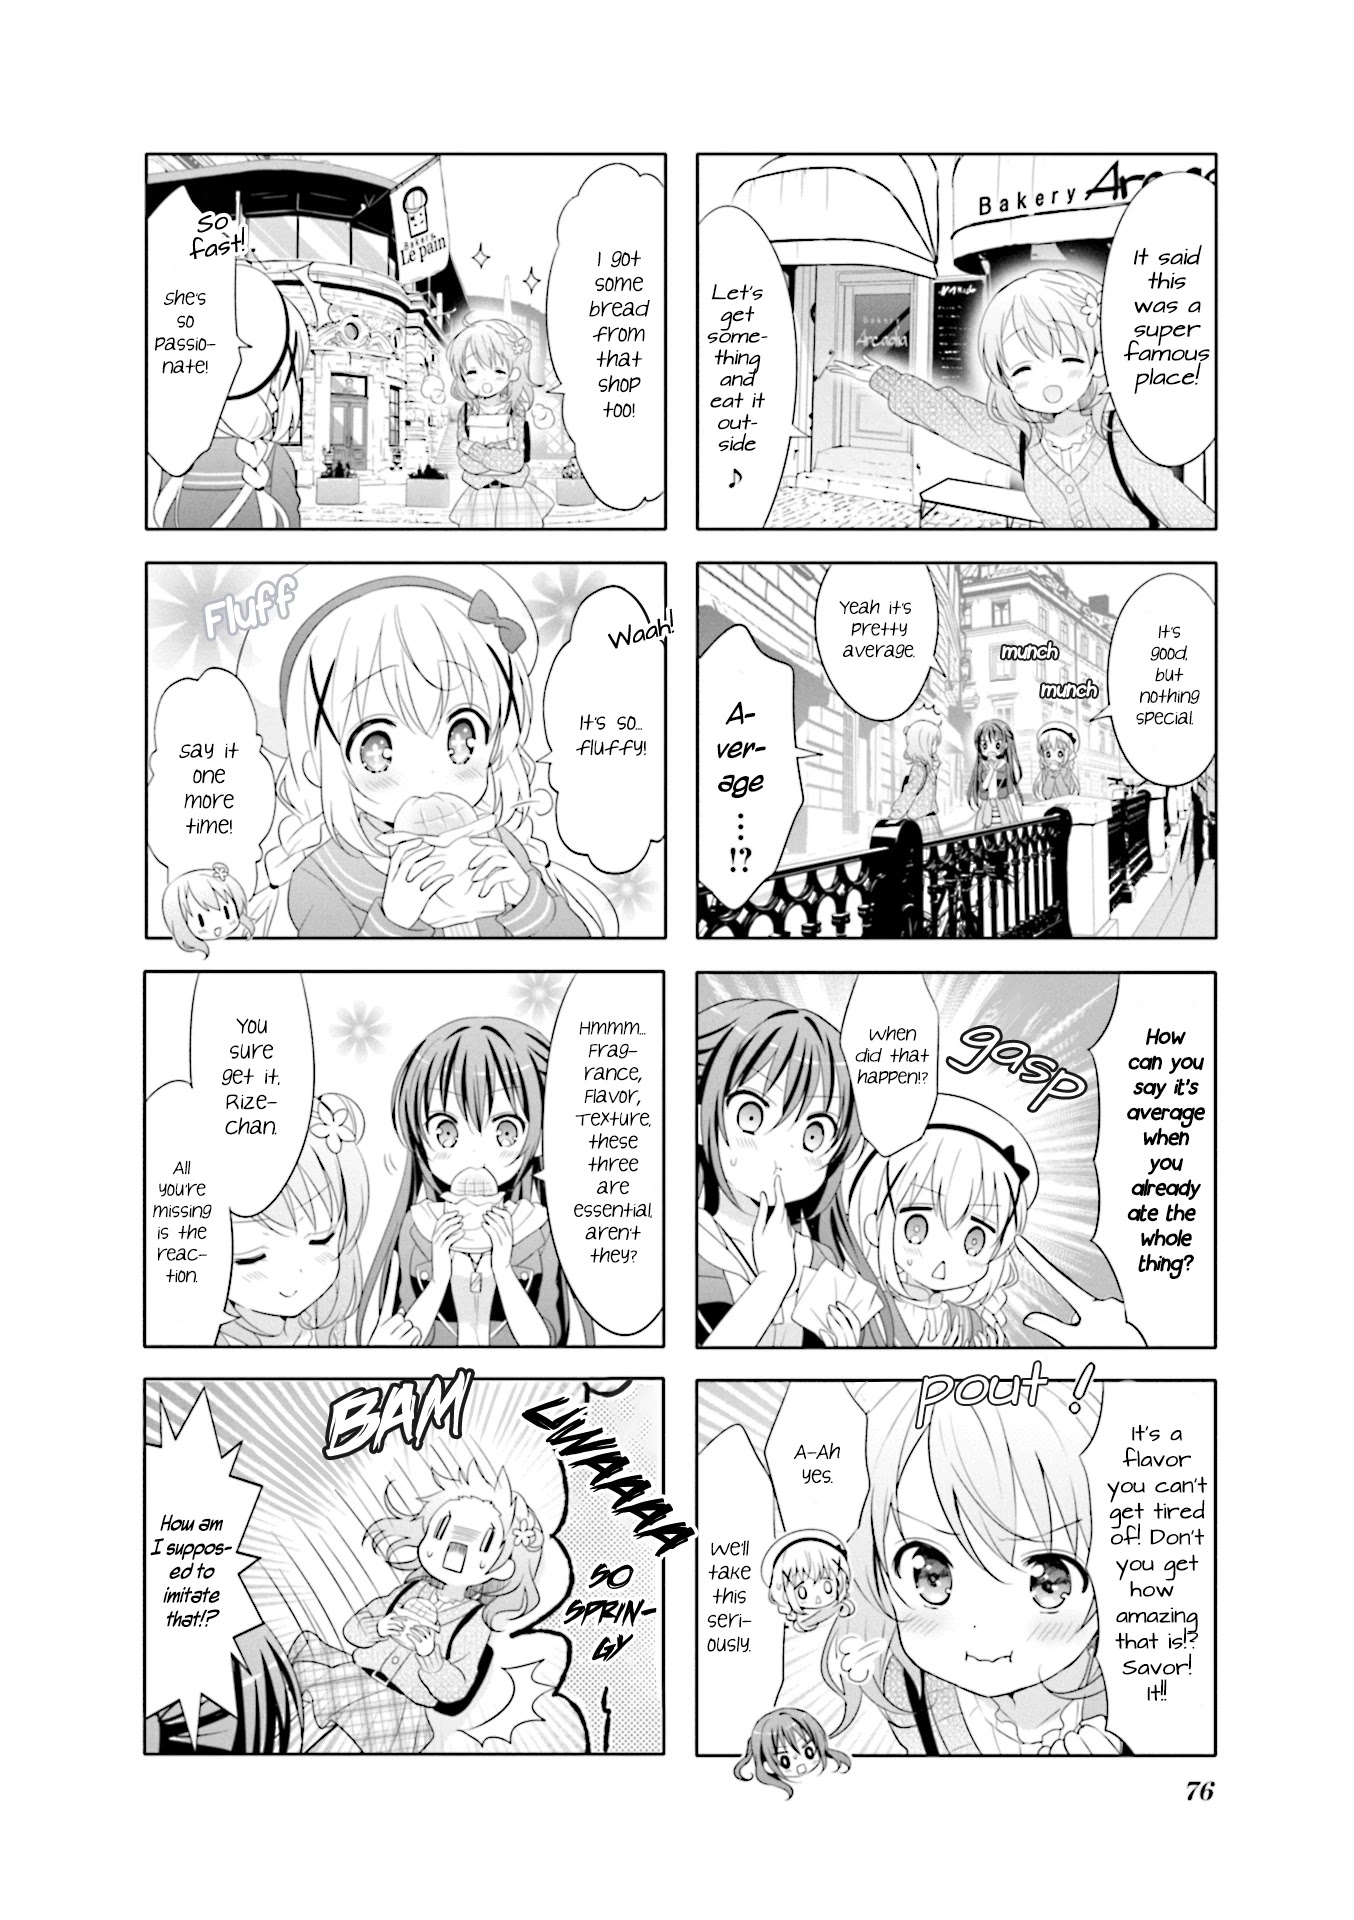 Bakery Arca
Bakery
Arcadia
It said
this
was a
super
famous
place!
Let's
get
some-
thing
and
eat it
out-
side
♪
It's
good,
but
nothing
special.
munch
munch
Yeah it's
pretty
average.
A-
ver-
age
...
!?
How
can you
say it's
average
when
you
already
ate the
whole
thing?
gasp
When
did that
happen!?
pout!
It's a
flavor
you can't
get tired
of! Don't
you get
how
amazing
that is!?
Savor!
It!!
A-Ah
yes.
We'll
take
this
seri-
ously.
Bakery
Le pain
I got
some
bread
from
that
shop
too!
So
fast!
She's
so
passio-
nate!
Waah!
It's so...
fluffy!
Fluff
Say it
one
more
time!
Hmmm...
Frag-
rance,
Flavor,
Texture,
these
three
are
essential,
aren't
they?
You
sure
get it,
Rize-
chan.
All
you're
missing
is the
reac-
tion.
UWAAAAA
SO
SPRIN-
GY
BAM
How am
I suppos-
ed to
imitate
that!?
76